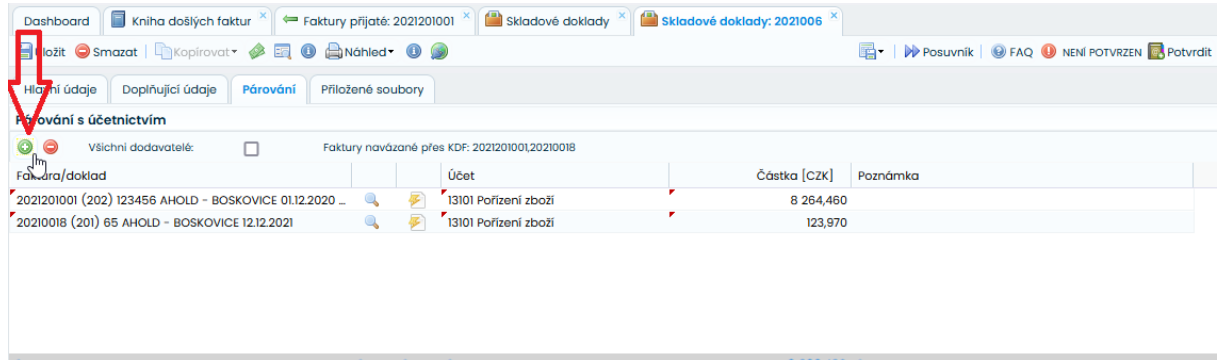 Dashboard Kniha došlých faktur × Faktury přijaté: 2021201001 × Skladové doklady × Skladové doklady: 2021006 ×
Uložit Smazat Kopírovat Náhled Posuvník FAQ NENÍ POTVRZEN Potvrdit
Hlavní údaje Doplňující údaje Párování Přiložené soubory
Párování s účetnictvím
Všichni dodavatelé: Faktury navázané přes KDF: 2021201001,20210018
Faktura/doklad Účet Částka [CZK] Poznámka
2021201001 (202) 123456 AHOLD - BOSKOVICE 01.12.2020 ... 13101 Pořízení zboží 8 264,460
20210018 (201) 65 AHOLD - BOSKOVICE 12.12.2021 13101 Pořízení zboží 123,970